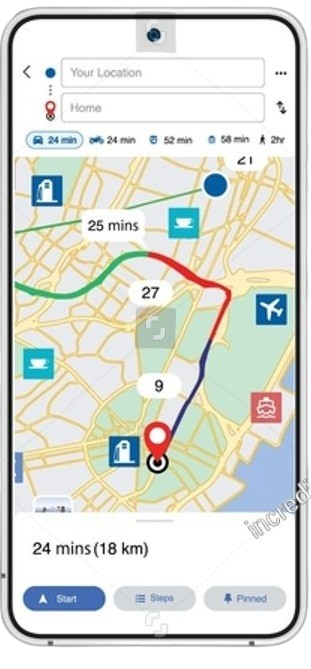 Your Location
Home
24 min 24 min 52 min 58 min 2hr
21
25 mins
27
9
24 mins (18 km)
Start Steps Pinned
incredi